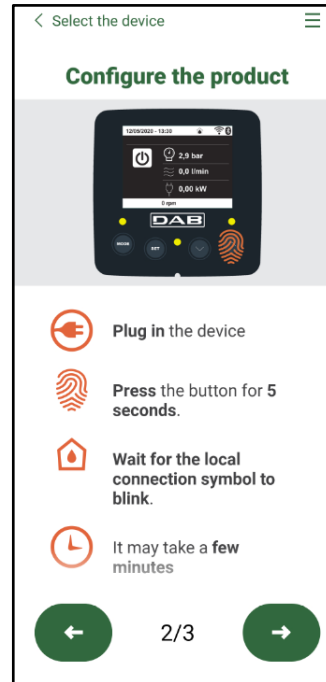 Select the device
Configure the product
12/09/2020 - 13:30
2,9 bar
0,0 l/min
0,00 kW
0 rpm
DAB
MODE
SET
Plug in the device
Press the button for 5
seconds.
Wait for the local
connection symbol to
blink.
It may take a few
minutes
2/3